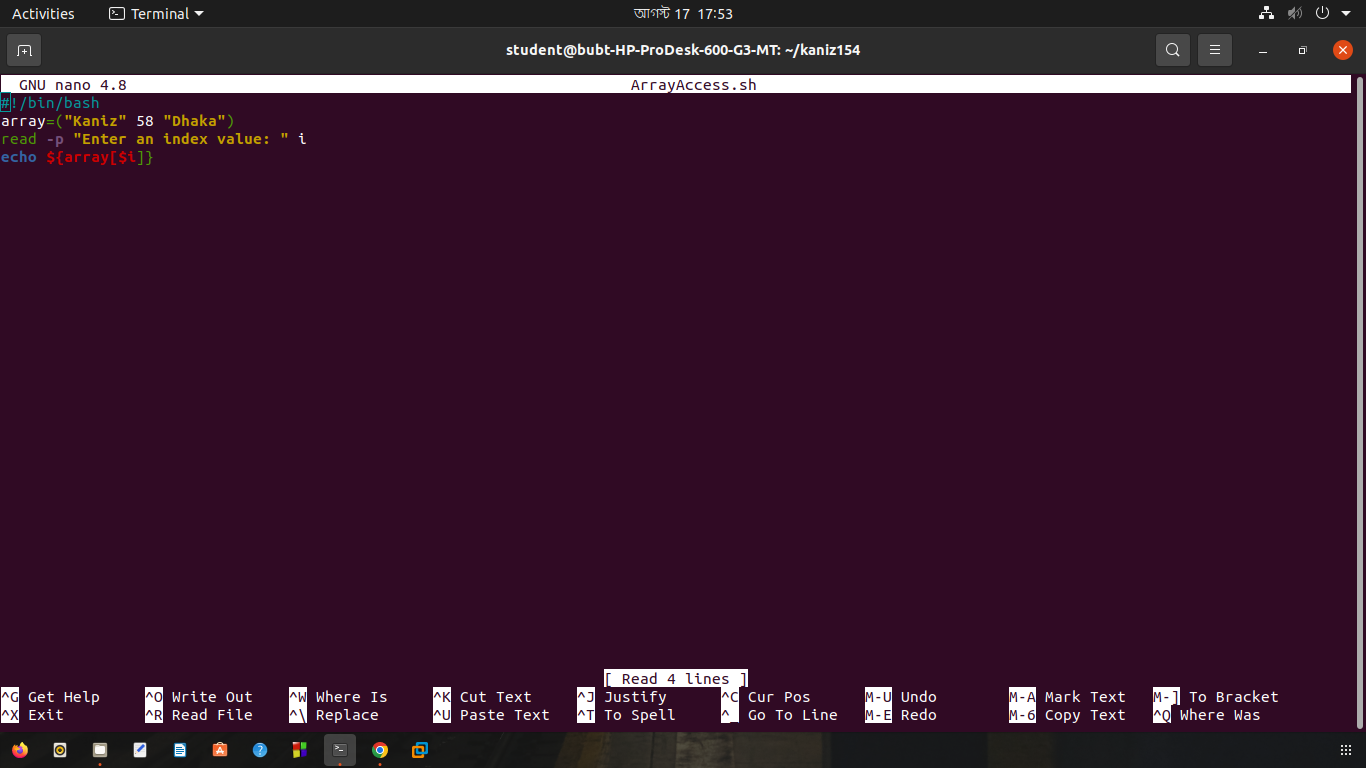 Activities Terminal আগস্ট 17 17:53
student@bubt-HP-ProDesk-600-G3-MT: ~/kaniz154
GNU nano 4.8 ArrayAccess.sh
#!/bin/bash
array=("Kaniz" 58 "Dhaka")
read -p "Enter an index value: " i
echo ${array[$i]}
[ Read 4 lines ]
^G Get Help ^O Write Out ^W Where Is ^K Cut Text ^J Justify ^C Cur Pos M-U Undo M-A Mark Text M-] To Bracket
^X Exit ^R Read File ^\ Replace ^U Paste Text ^T To Spell ^_ Go To Line M-E Redo M-6 Copy Text ^Q Where Was